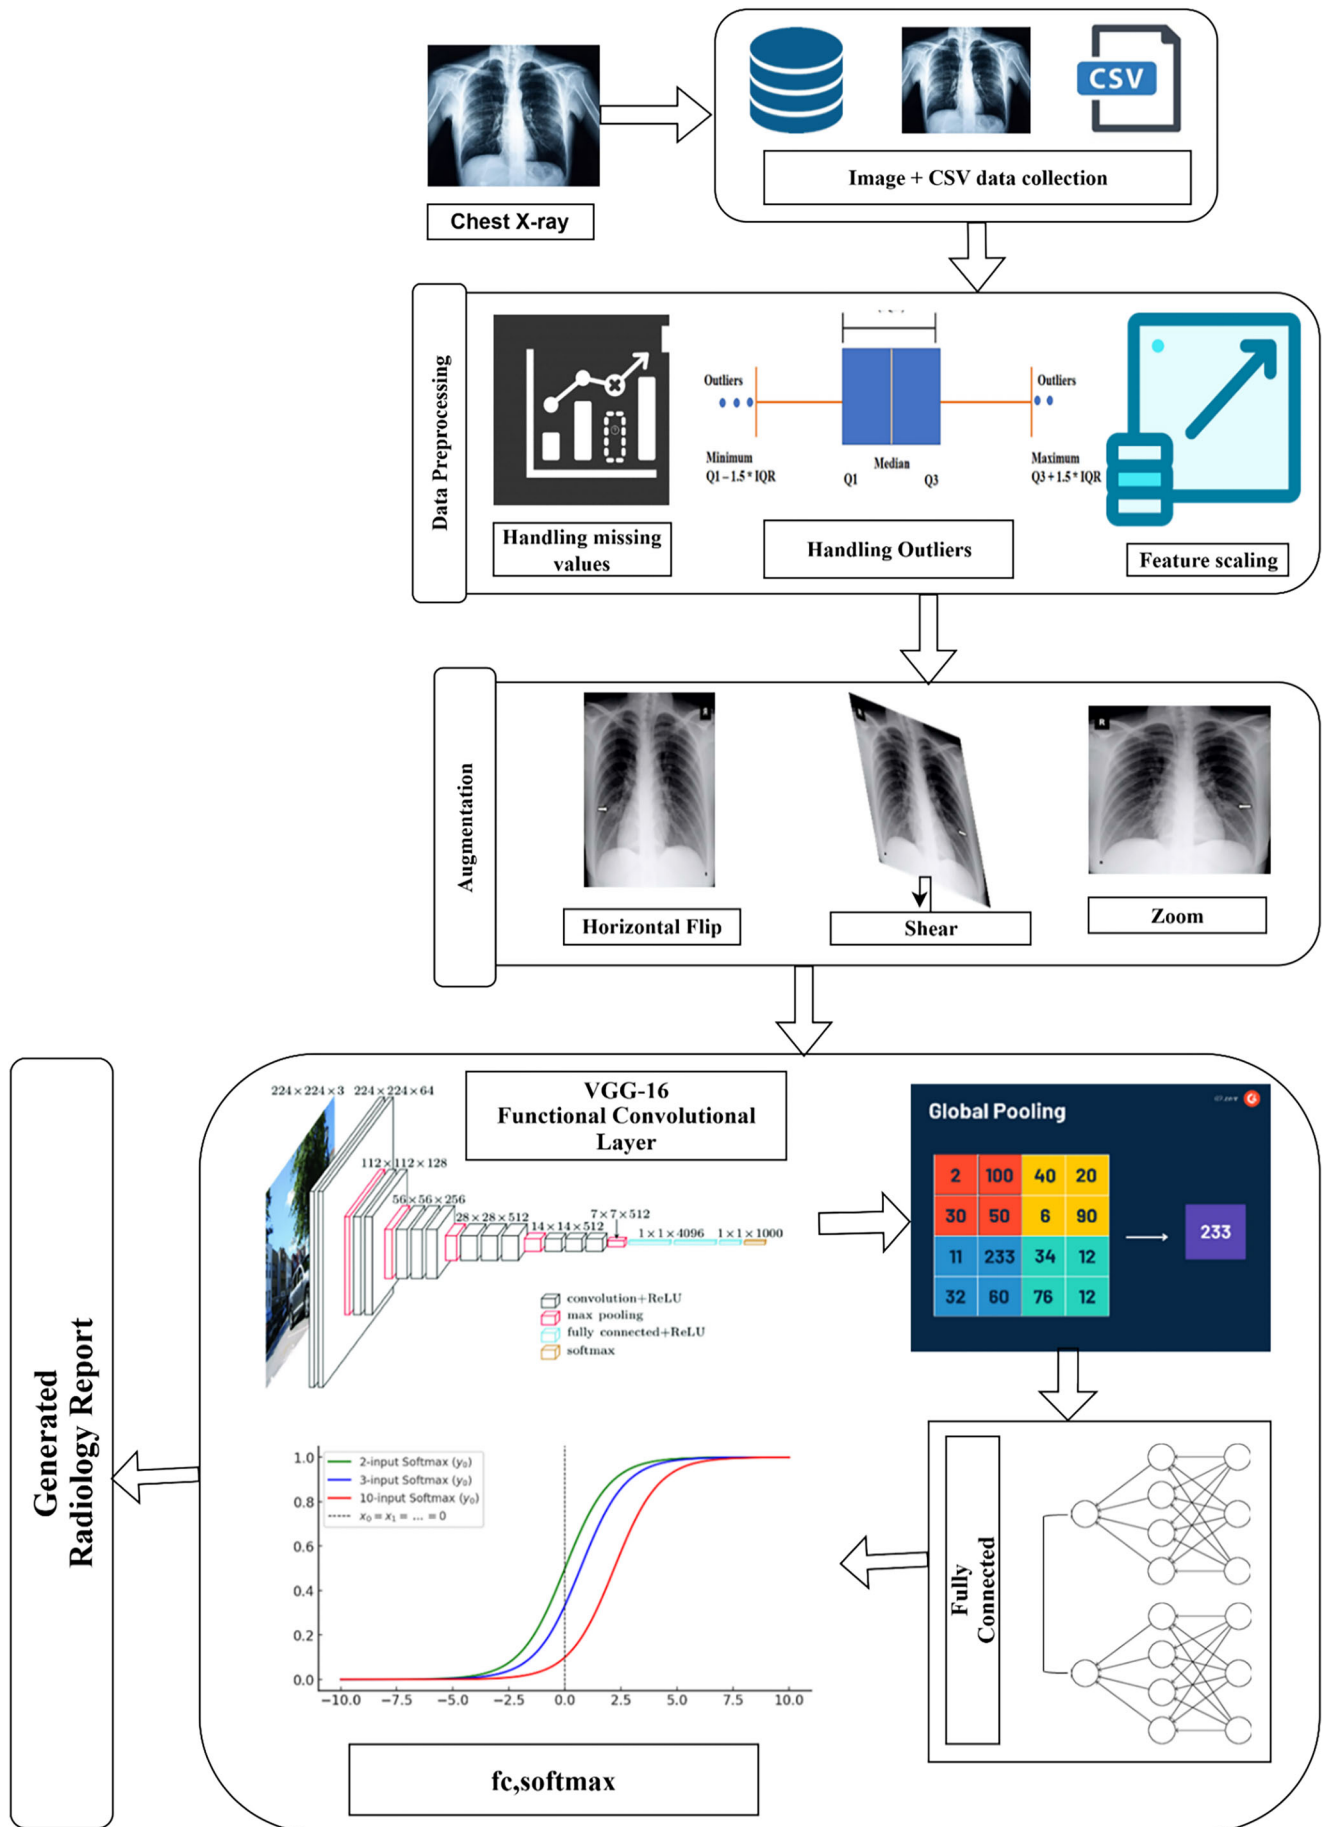 CSV
Image + CSV data collection
Chest X-ray
Data Preprocessing
Outliers
Outliers
Minimum
Q1 – 1.5 * IQR
Q1
Median
Q3
Maximum
Q3 + 1.5 * IQR
Handling missing
values
Handling Outliers
Feature scaling
Augmentation
R
R
R
Horizontal Flip
Shear
Zoom
VGG-16
Functional Convolutional
Layer
224×224×3
224×224×64
112×112×128
56×56×256
28×28×512
14×14×512
7×7×512
1×1×4096
1×1×1000
convolution+ReLU
max pooling
fully connected+ReLU
softmax
Global Pooling
2 100 40 20
30 50 6 90
11 233 34 12
32 60 76 12
233
Generated
Radiology Report
2-input Softmax (y₀)
3-input Softmax (y₀)
10-input Softmax (y₀)
x₀ = x₁ = ... = 0
1.0
0.8
0.6
0.4
0.2
0.0
−10.0 −7.5 −5.0 −2.5 0.0 2.5 5.0 7.5 10.0
Fully
Connected
fc,softmax